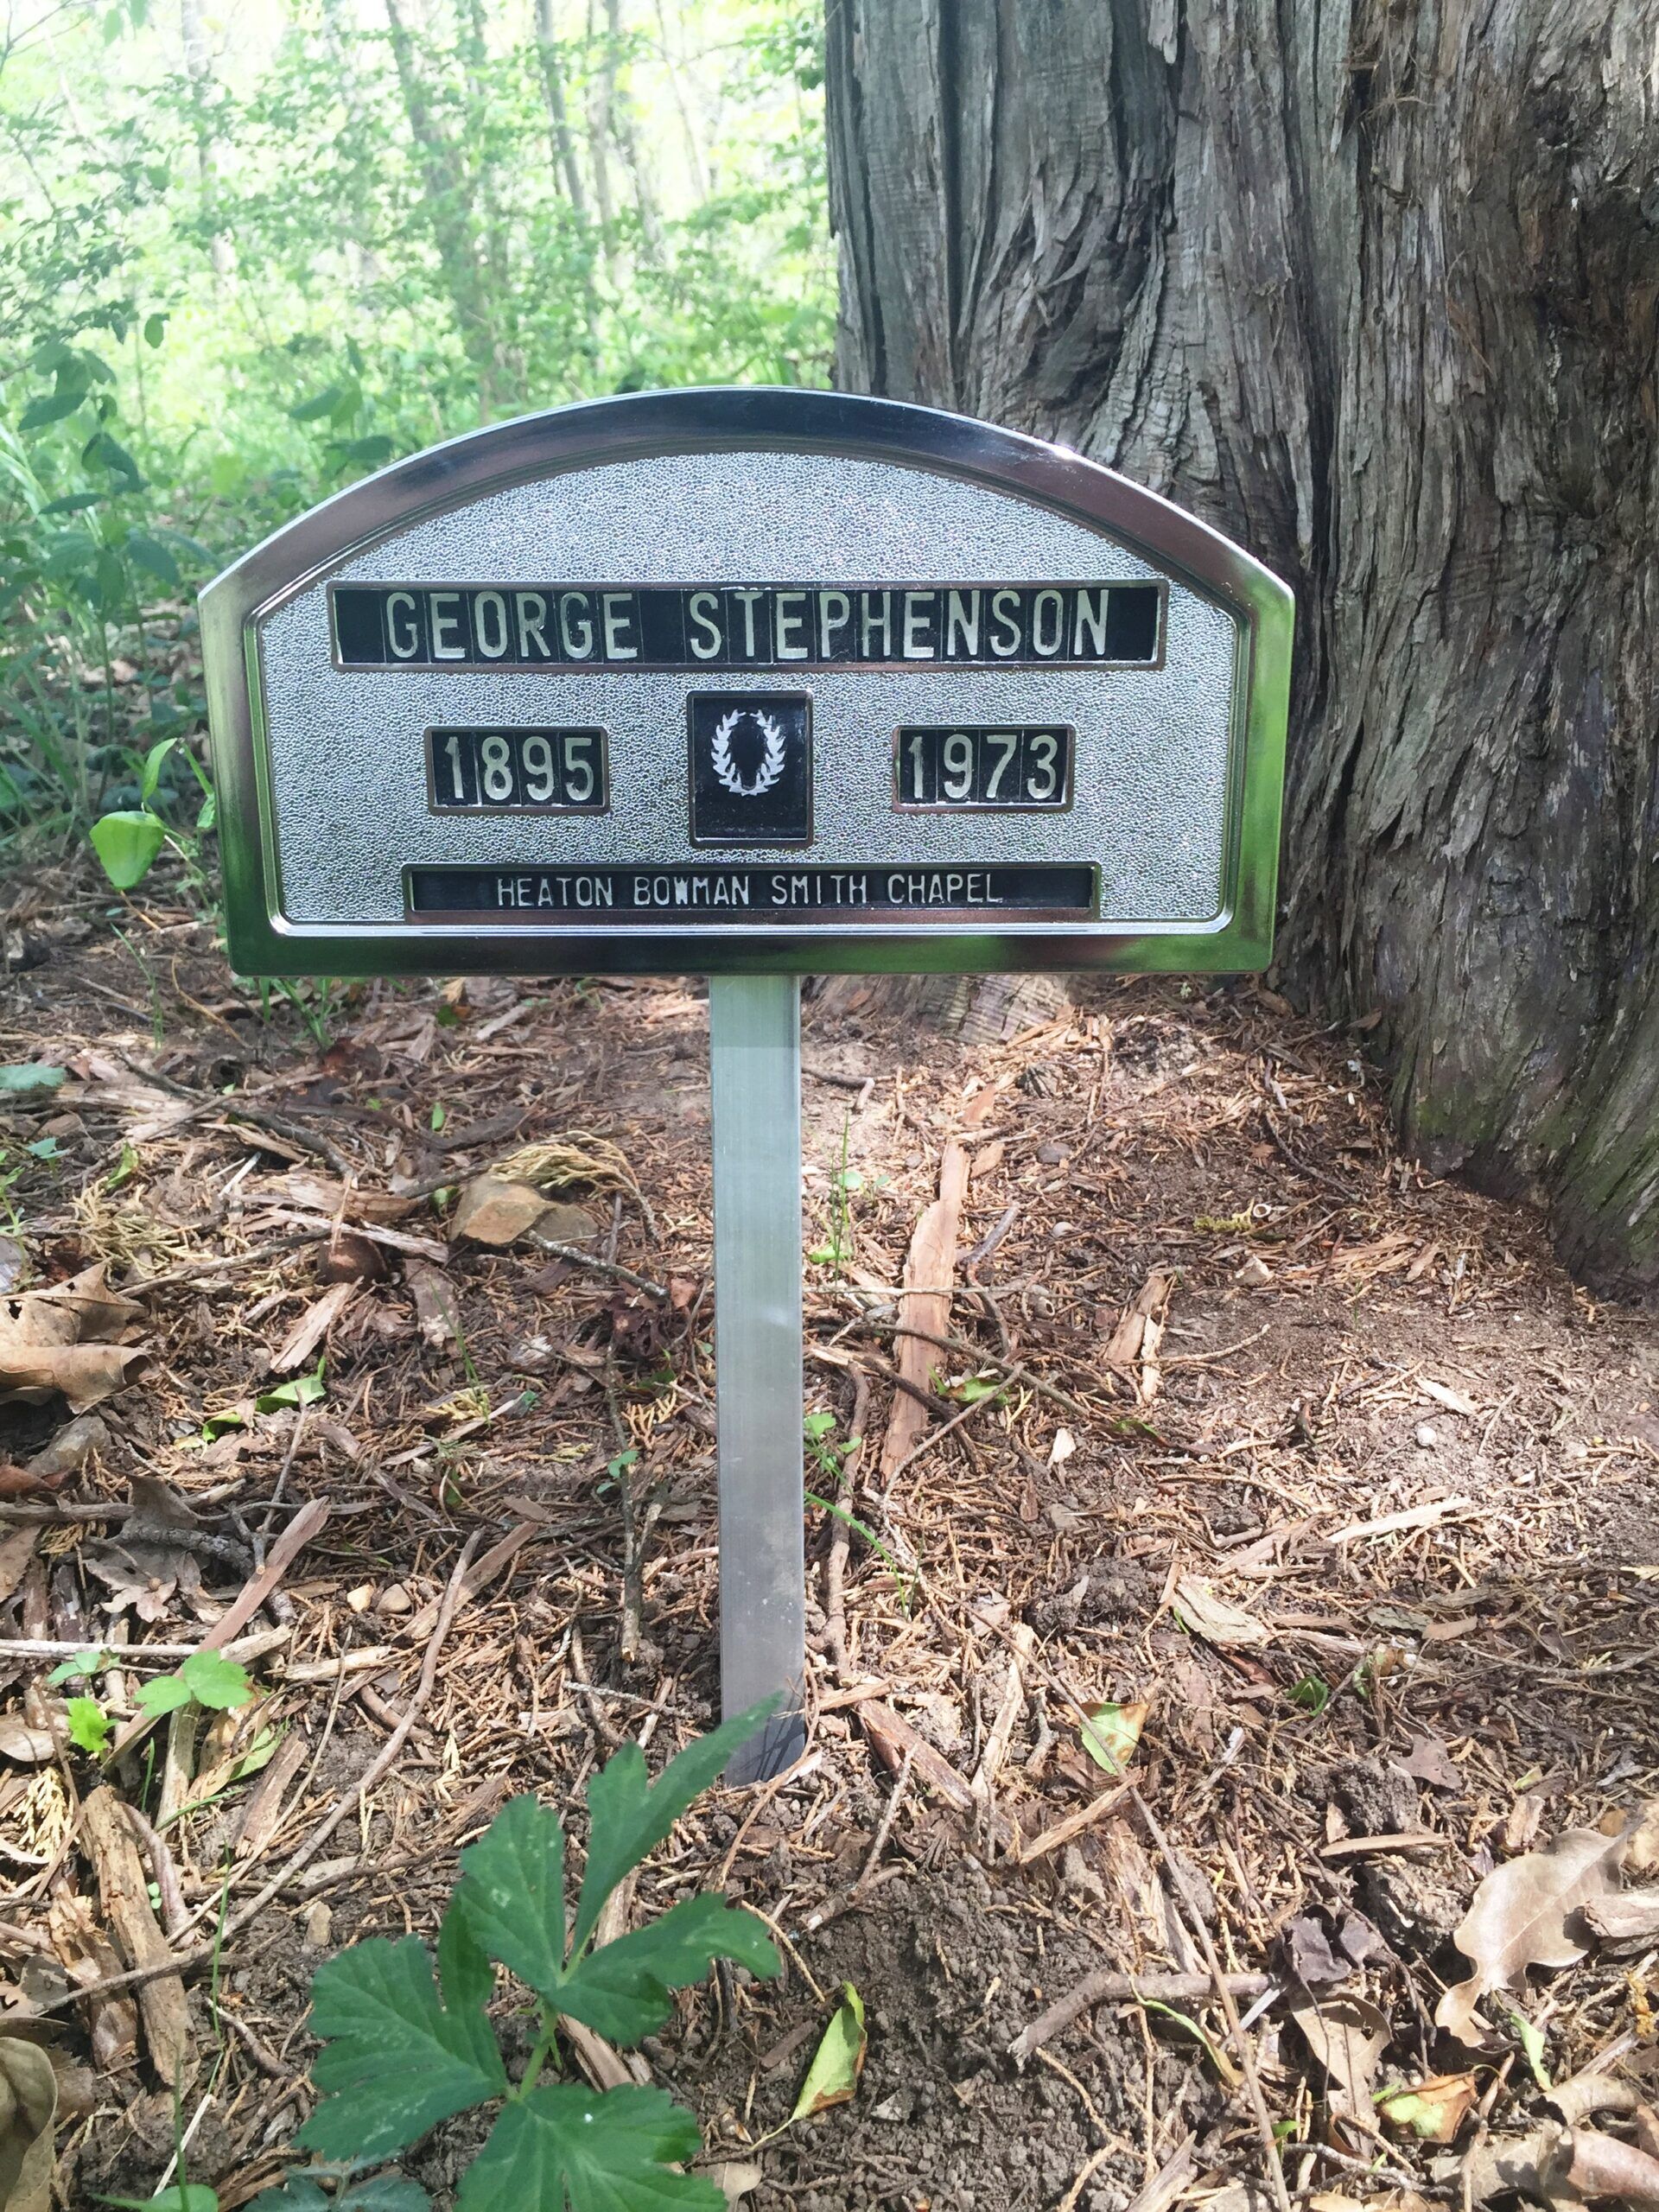 GEORGE STEPHENSON
1895 1973
HEATON BOWMAN SMITH CHAPEL